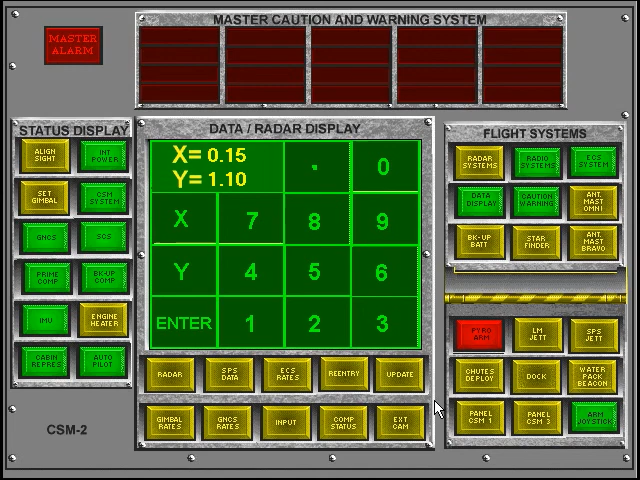 MASTER CAUTION AND WARNING SYSTEM
MASTER
ALARM
STATUS DISPLAY
ALIGN
SIGHT
INT
POWER
SET
GIMBAL
CSM
SYSTEM
GNCS
SCS
PRIME
COMP
BK-UP
COMP
IMU
ENGINE
HEATER
CABIN
REPRES
AUTO
PILOT
CSM-2
DATA / RADAR DISPLAY
X= 0.15
Y= 1.10
.
0
X
7
8
9
Y
4
5
6
ENTER
1
2
3
RADAR
SPS
DATA
ECS
RATES
REENTRY
UPDATE
GIMBAL
RATES
GNCS
RATES
INPUT
COMP
STATUS
EXT
CAM
FLIGHT SYSTEMS
RADAR
SYSTEMS
RADIO
SYSTEMS
ECS
SYSTEM
DATA
DISPLAY
CAUTION
WARNING
ANT.
MAST
OMNI
BK-UP
BATT
STAR
FINDER
ANT.
MAST
BRAVO
PYRO
ARM
LM
JETT
SPS
JETT
CHUTES
DEPLOY
DOCK
WATER
PACK
BEACON
PANEL
CSM 1
PANEL
CSM 3
ARM
JOYSTICK